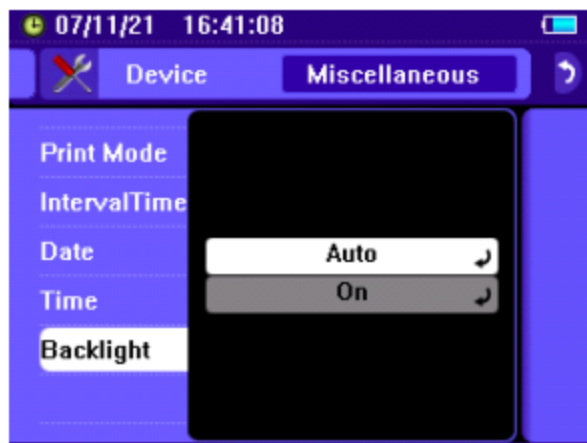 07/11/21 16:41:08
Device Miscellaneous
Print Mode
IntervalTime
Date
Auto
Time
On
Backlight